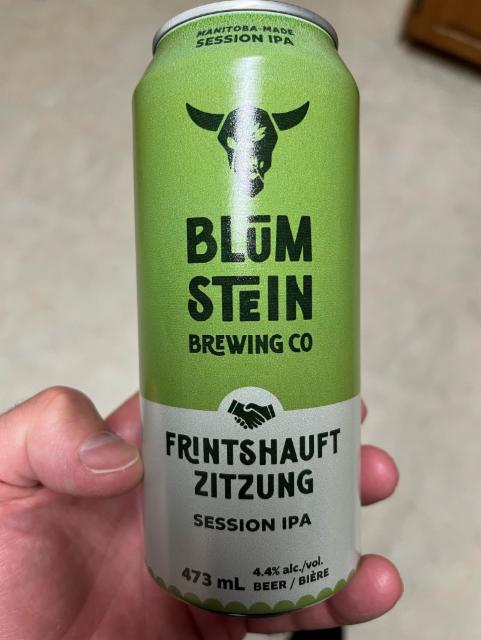 MANITOBA-MADE
SESSION IPA
BLŪM
STEIN
BREWING CO
FRINTSHAUFT
ZITZUNG
SESSION IPA
473 mL 4.4% alc./vol.
BEER / BIÈRE